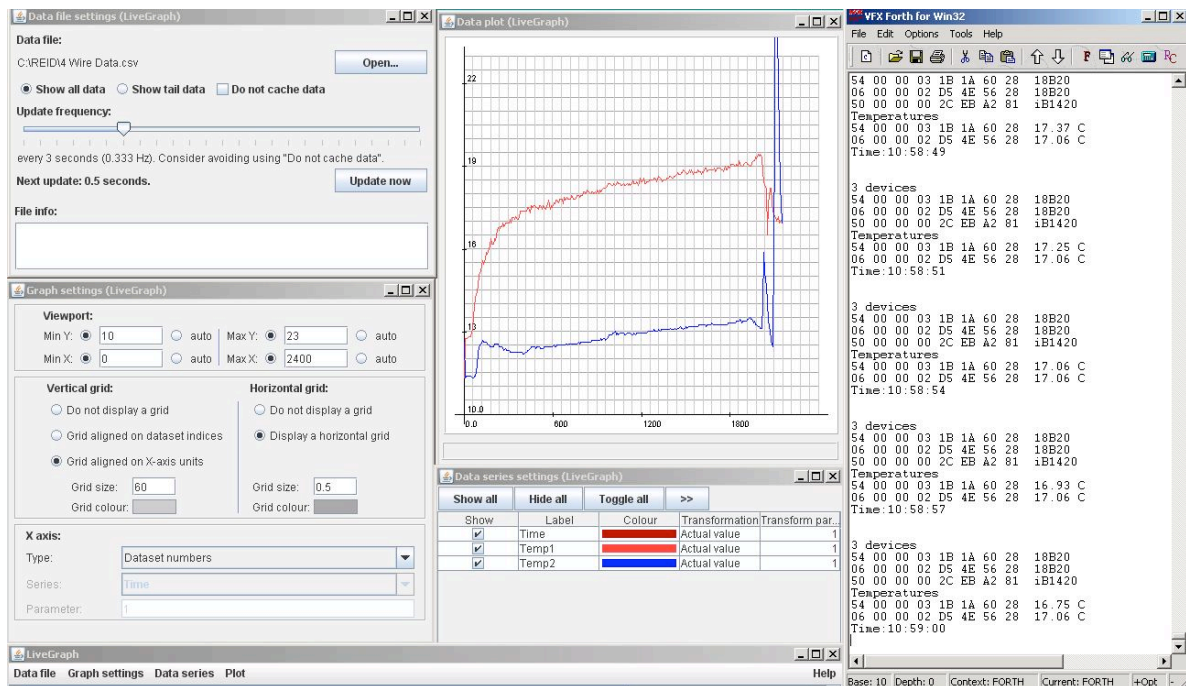 Data file settings (LiveGraph)
Data file:
C:\REID\4 Wire Data.csv
Open...
Show all data Show tail data Do not cache data
Update frequency:
every 3 seconds (0.333 Hz). Consider avoiding using "Do not cache data".
Next update: 0.5 seconds.
Update now
File info:
Graph settings (LiveGraph)
Viewport:
Min Y: 10 auto Max Y: 23 auto
Min X: 0 auto Max X: 2400 auto
Vertical grid:
Do not display a grid
Grid aligned on dataset indices
Grid aligned on X-axis units
Grid size: 60
Grid colour:
Horizontal grid:
Do not display a grid
Display a horizontal grid
Grid size: 0.5
Grid colour:
X axis:
Type: Dataset numbers
Series: Time
Parameter: 1
LiveGraph
Data file Graph settings Data series Plot Help
Data plot (LiveGraph)
22
19
16
13
10.0
0.0 600 1200 1800
Data series settings (LiveGraph)
Show all Hide all Toggle all >>
Show Label Colour Transformation Transform par...
Time Actual value 1
Temp1 Actual value 1
Temp2 Actual value 1
VFX Forth for Win32
File Edit Options Tools Help
54 00 00 03 1B 1A 60 28 18B20
06 00 00 02 D5 4E 56 28 18B20
50 00 00 00 2C EB A2 81 iB1420
Temperatures
54 00 00 03 1B 1A 60 28 17.37 C
06 00 00 02 D5 4E 56 28 17.06 C
Time:10:58:49
3 devices
54 00 00 03 1B 1A 60 28 18B20
06 00 00 02 D5 4E 56 28 18B20
50 00 00 00 2C EB A2 81 iB1420
Temperatures
54 00 00 03 1B 1A 60 28 17.25 C
06 00 00 02 D5 4E 56 28 17.06 C
Time:10:58:51
3 devices
54 00 00 03 1B 1A 60 28 18B20
06 00 00 02 D5 4E 56 28 18B20
50 00 00 00 2C EB A2 81 iB1420
Temperatures
54 00 00 03 1B 1A 60 28 17.06 C
06 00 00 02 D5 4E 56 28 17.06 C
Time:10:58:54
3 devices
54 00 00 03 1B 1A 60 28 18B20
06 00 00 02 D5 4E 56 28 18B20
50 00 00 00 2C EB A2 81 iB1420
Temperatures
54 00 00 03 1B 1A 60 28 16.93 C
06 00 00 02 D5 4E 56 28 17.06 C
Time:10:58:57
3 devices
54 00 00 03 1B 1A 60 28 18B20
06 00 00 02 D5 4E 56 28 18B20
50 00 00 00 2C EB A2 81 iB1420
Temperatures
54 00 00 03 1B 1A 60 28 16.75 C
06 00 00 02 D5 4E 56 28 17.06 C
Time:10:59:00
Base: 10 Depth: 0 Context: FORTH Current: FORTH +Opt -